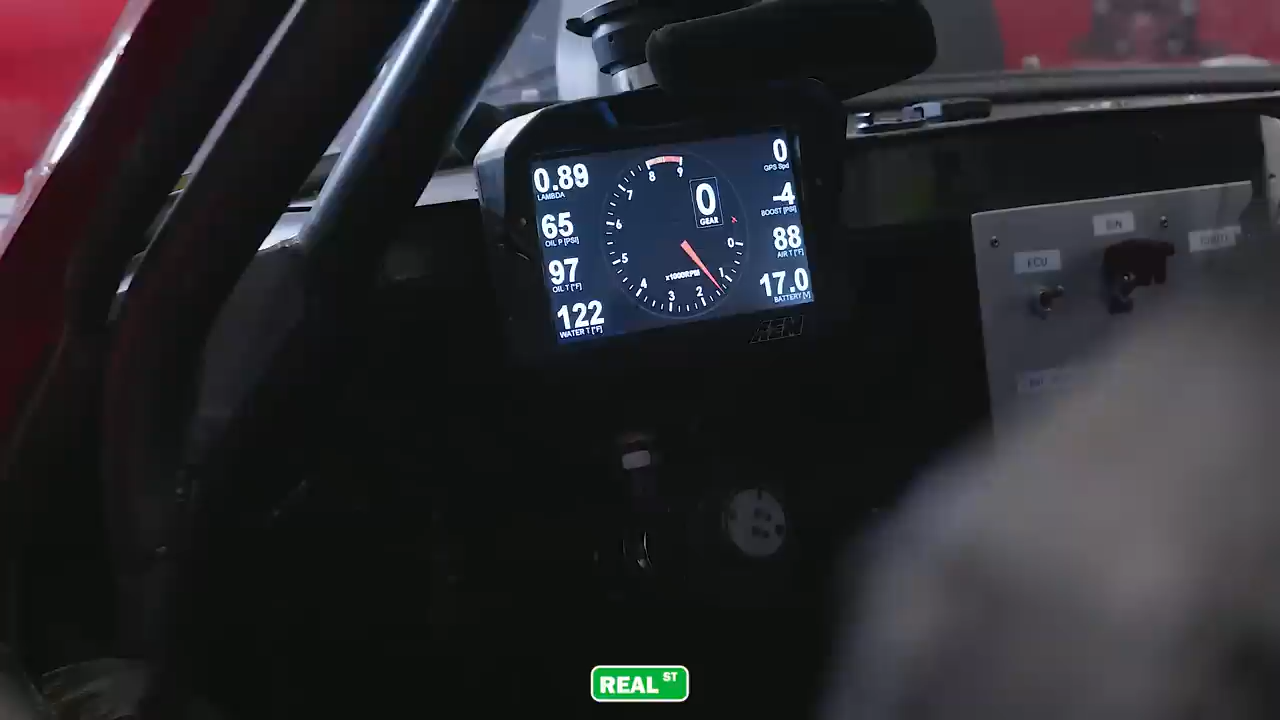 0.89
LAMBDA
65
OIL P [PSI]
97
OIL T [°F]
122
WATER T [°F]
0
1
2
3
4
5
6
7
8
9
x1000RPM
0
GEAR
0
GPS Spd
-4
BOOST [PSI]
88
AIR T [°F]
17.0
BATTERY [V]
AEM
ECU
REAL ST